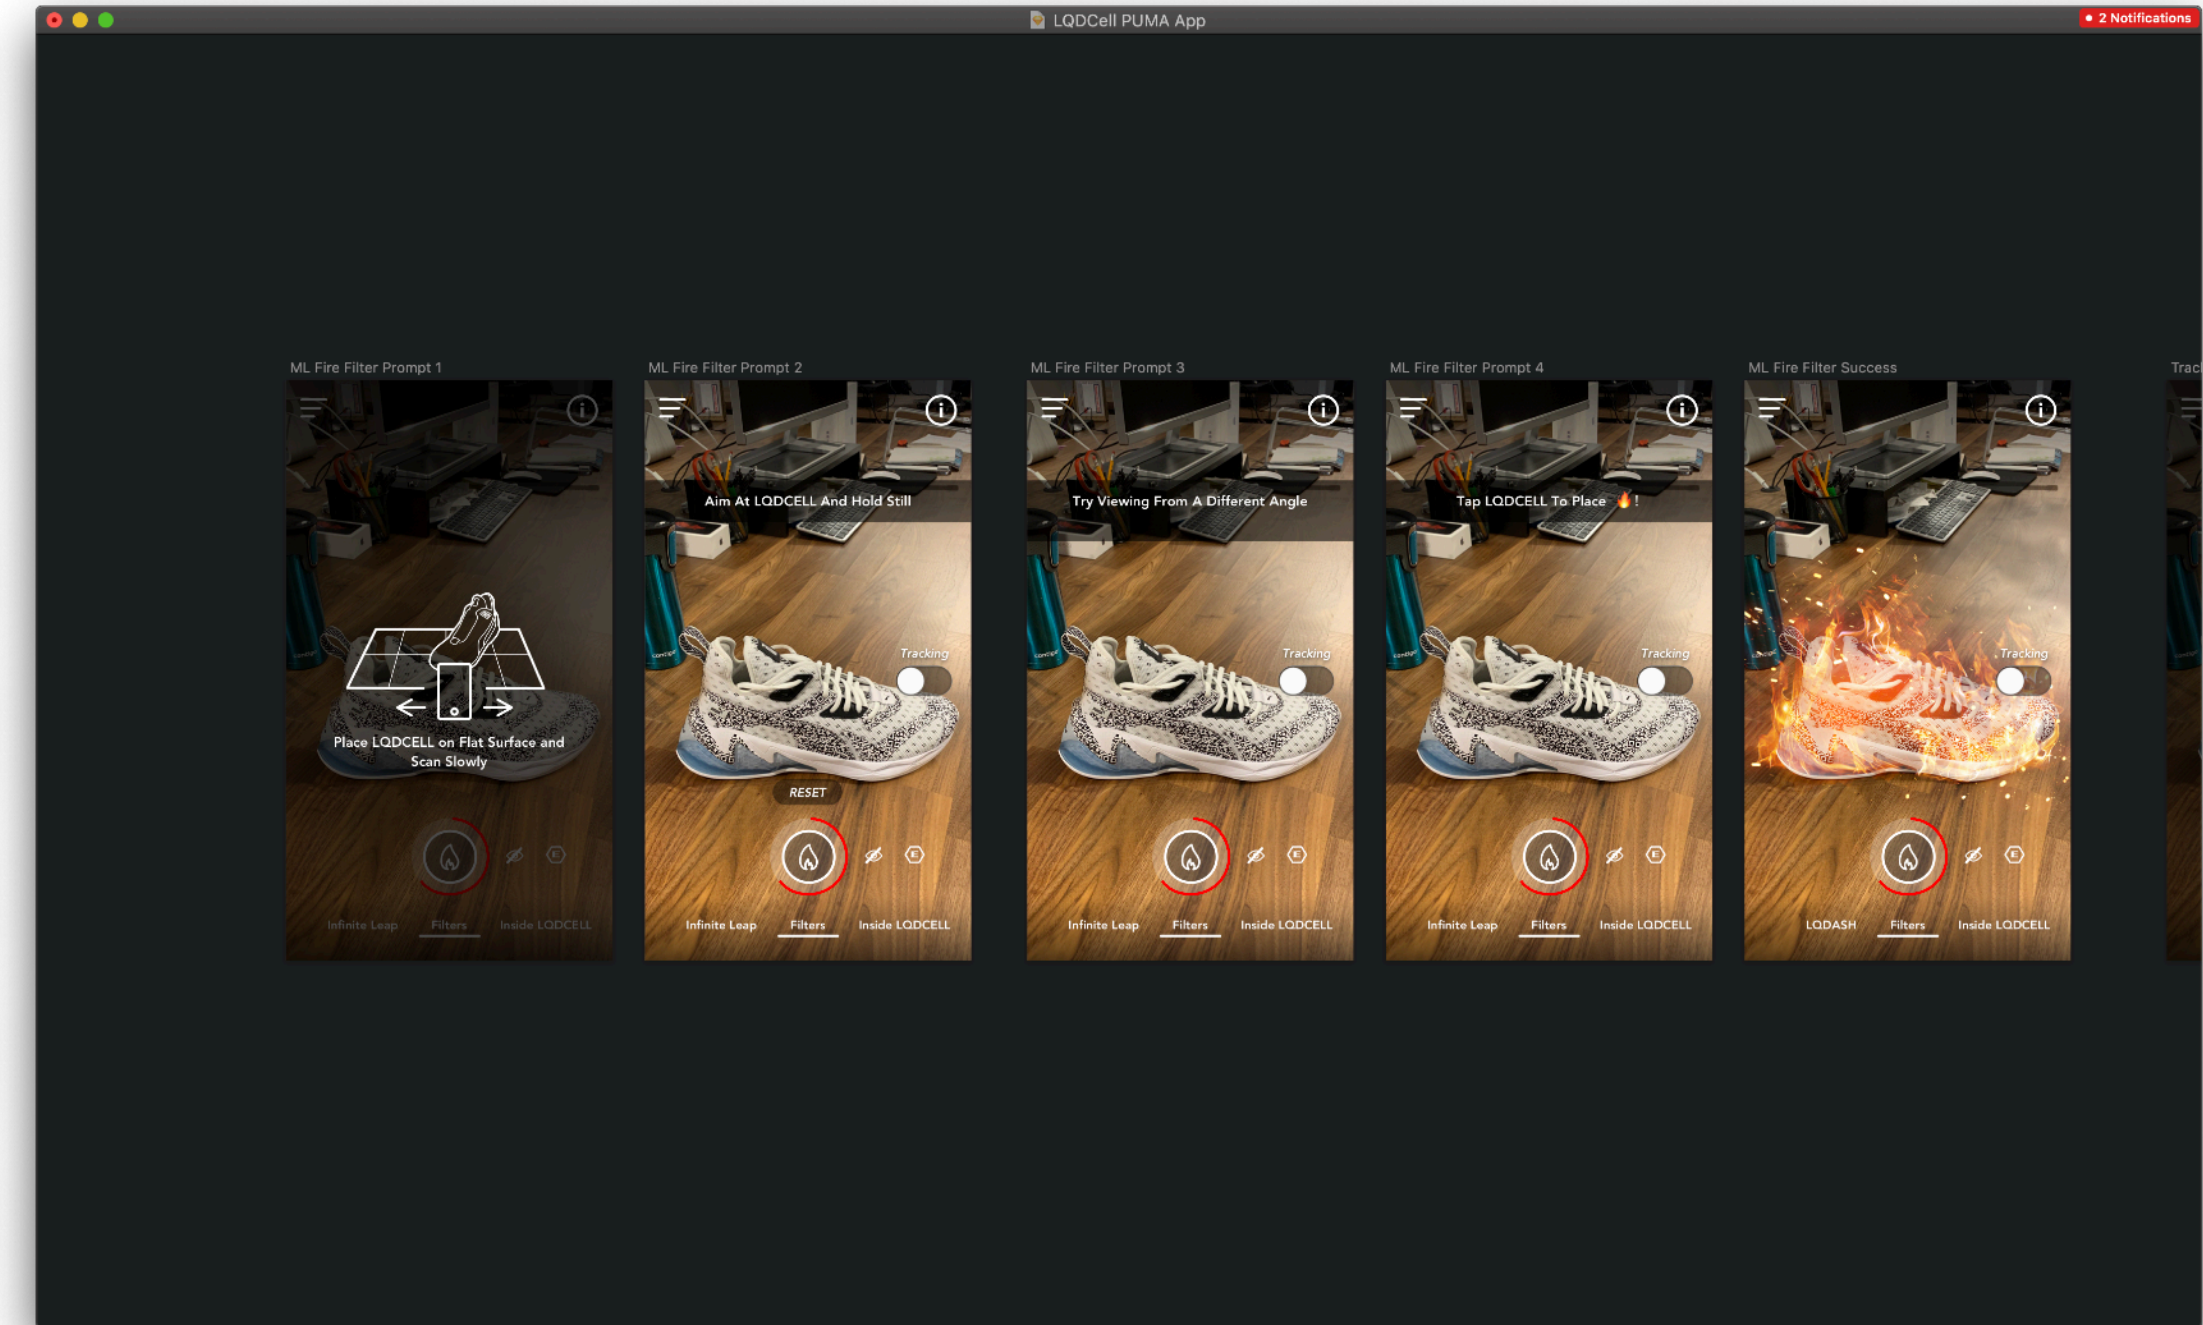 LQDCell PUMA App
2 Notifications
ML Fire Filter Prompt 1
Place LQDCELL on Flat Surface and
Scan Slowly
Infinite Leap
Filters
Inside LQDCELL
ML Fire Filter Prompt 2
Aim At LQDCELL And Hold Still
Tracking
RESET
E
Infinite Leap
Filters
Inside LQDCELL
ML Fire Filter Prompt 3
Try Viewing From A Different Angle
Tracking
E
Infinite Leap
Filters
Inside LQDCELL
ML Fire Filter Prompt 4
Tap LQDCELL To Place 🔥!
Tracking
E
Infinite Leap
Filters
Inside LQDCELL
ML Fire Filter Success
Tracking
E
LQDASH
Filters
Inside LQDCELL